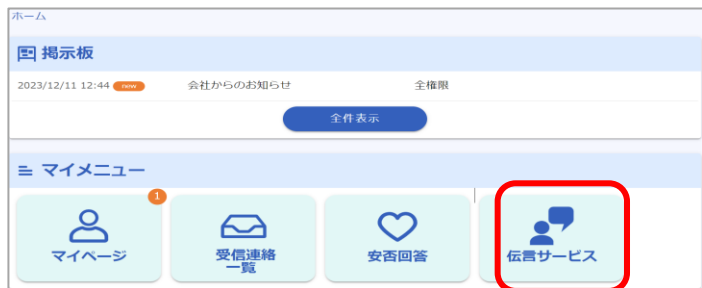 ホーム
掲示板
2023/12/11 12:44 new 会社からのお知らせ 全権限
全件表示
マイメニュー
1
マイページ
受信連絡
一覧
安否回答
伝言サービス